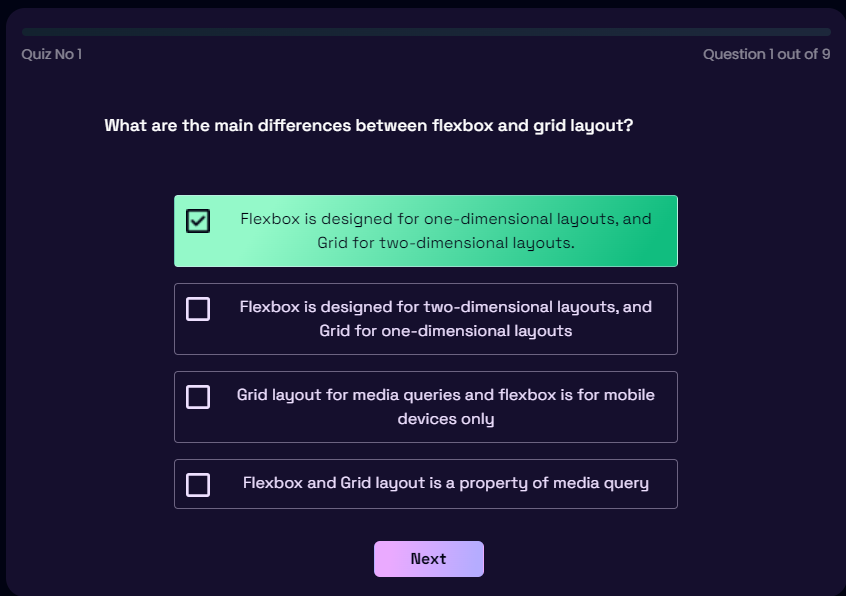 Quiz No 1
Question 1 out of 9
What are the main differences between flexbox and grid layout?
Flexbox is designed for one-dimensional layouts, and
Grid for two-dimensional layouts.
Flexbox is designed for two-dimensional layouts, and
Grid for one-dimensional layouts
Grid layout for media queries and flexbox is for mobile
devices only
Flexbox and Grid layout is a property of media query
Next